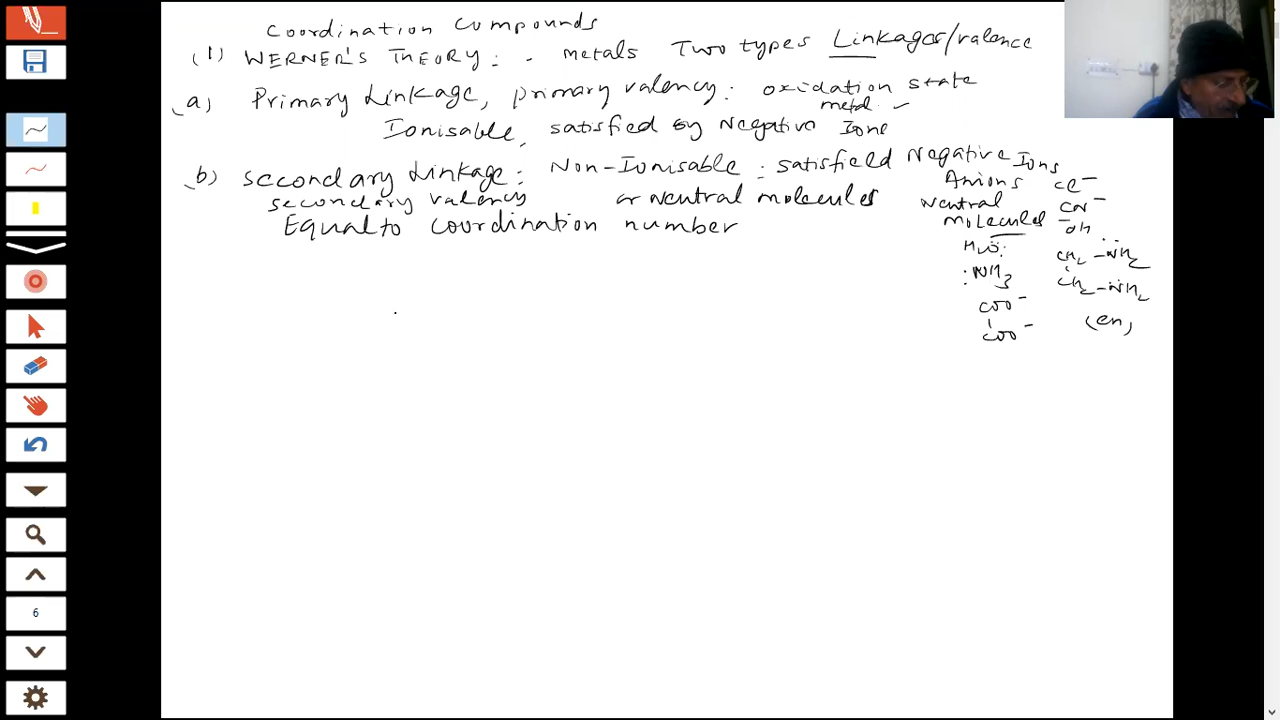 Coordination Compounds
(1) WERNER'S THEORY: - metals Two types Linkages/valence
(a) Primary Linkage, primary valency: oxidation state
metal
Ionisable, satisfied by Negative Ions
(b) Secondary Linkage: Non-Ionisable: satisfield Negative Ions
secondary valency or neutral molecules
Equal to coordination number
Anions Cl⁻
Neutral CN⁻
molecules ⁻OH
H₂O:
:NH₃
COO⁻
COO⁻
CH₂-NH₂
CH₂-NH₂
(en)
6